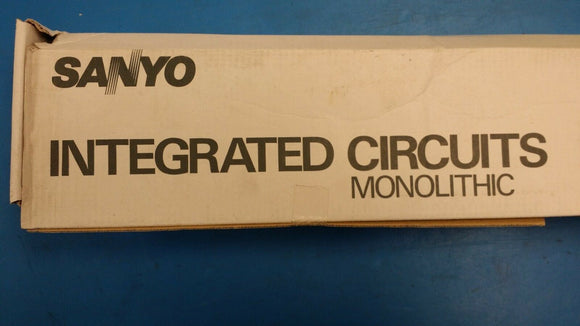 SANYO
INTEGRATED CIRCUITS
MONOLITHIC